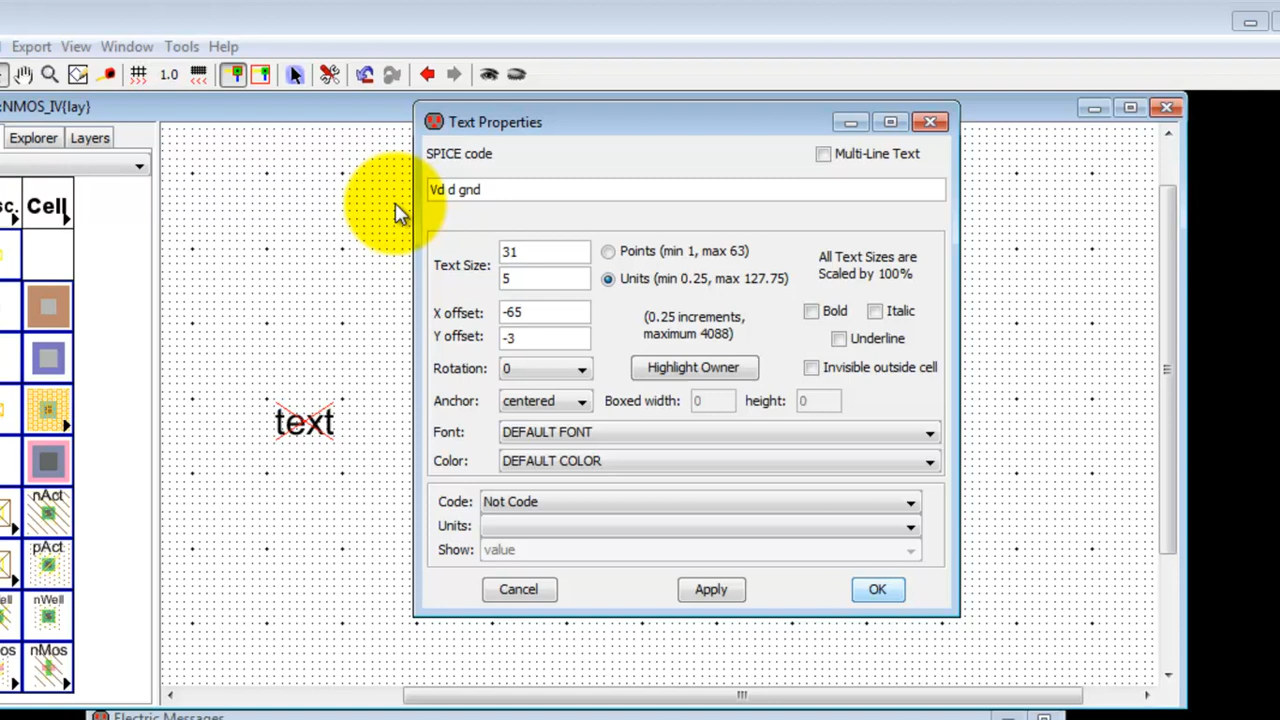 Export View Window Tools Help
1.0
:NMOS_IV{lay}
Explorer Layers
sc. Cell
nAct
pAct
ell nWell
os nMos
text
Text Properties
SPICE code
Multi-Line Text
Vd d gnd
Text Size: 31 Points (min 1, max 63)
5 Units (min 0.25, max 127.75)
All Text Sizes are
Scaled by 100%
X offset: -65
Y offset: -3
(0.25 increments,
maximum 4088)
Bold Italic
Underline
Rotation: 0 Highlight Owner Invisible outside cell
Anchor: centered Boxed width: 0 height: 0
Font: DEFAULT FONT
Color: DEFAULT COLOR
Code: Not Code
Units:
Show: value
Cancel Apply OK
Electric Messages